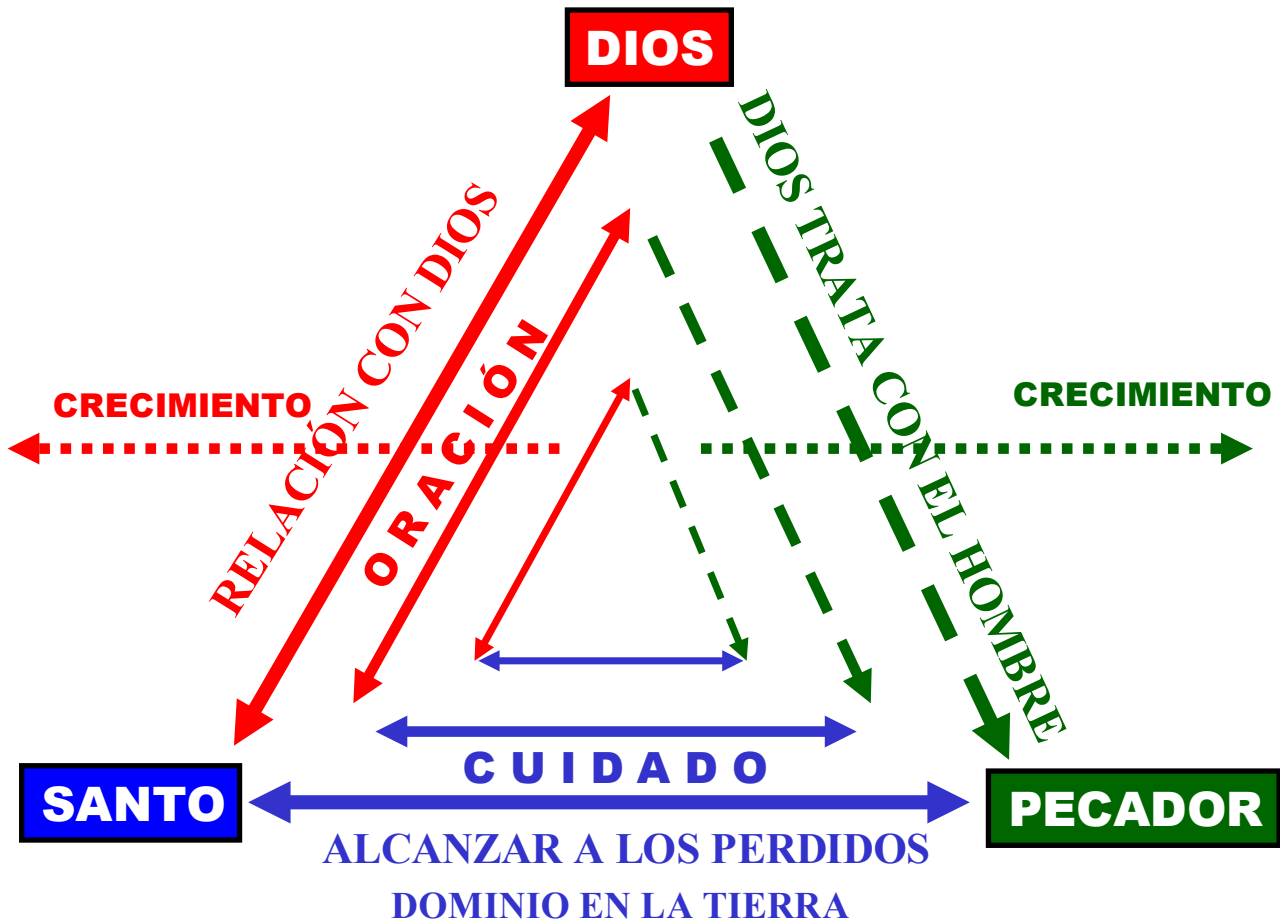 DIOS
DIOS TRATA CON EL HOMBRE
RELACIÓN CON DIOS
ORACIÓN
CRECIMIENTO
CRECIMIENTO
CUIDADO
SANTO
PECADOR
ALCANZAR A LOS PERDIDOS
DOMINIO EN LA TIERRA